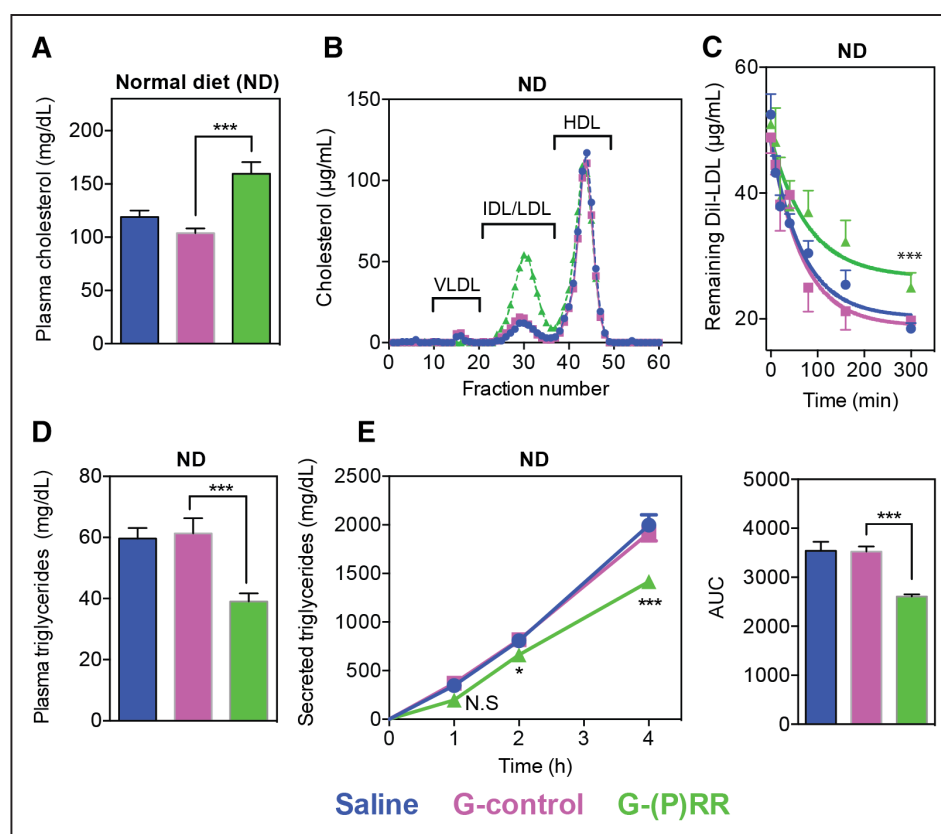 A
Normal diet (ND)
Plasma cholesterol (mg/dL)
200
150
100
50
0
***
B
ND
Cholesterol (µg/mL)
150
100
50
0
VLDL
IDL/LDL
HDL
0 10 20 30 40 50 60
Fraction number
C
ND
Remaining DiI-LDL (µg/mL)
60
40
20
***
0 100 200 300
Time (min)
D
ND
Plasma triglycerides (mg/dL)
80
60
40
20
0
***
E
ND
Secreted triglycerides (mg/dL)
2500
2000
1500
1000
500
0
N.S
*
***
0 1 2 4
Time (h)
AUC
5000
4000
3000
2000
1000
0
***
Saline G-control G-(P)RR